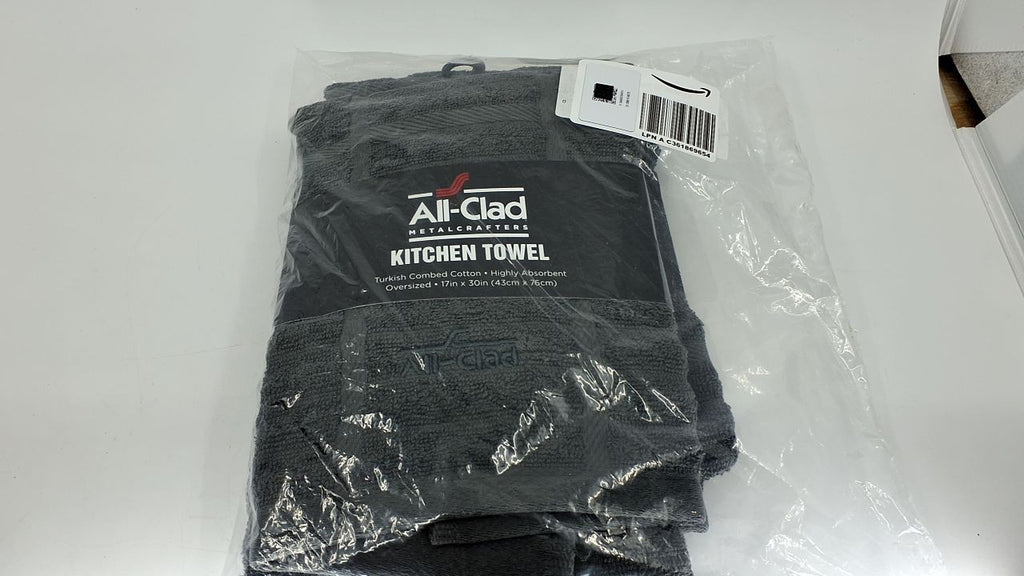 LPN A C361869654
All-Clad
METALCRAFTERS
KITCHEN TOWEL
Turkish Combed Cotton • Highly Absorbent
Oversized • 17in x 30in (43cm x 76cm)
All-Clad